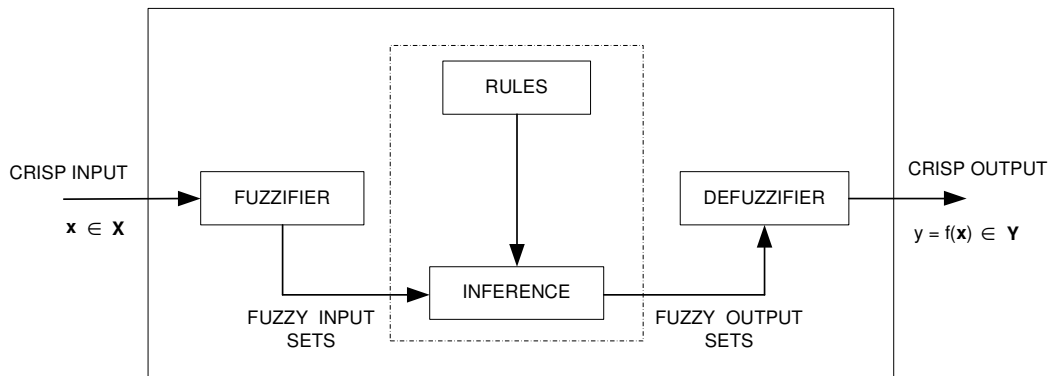 RULES
CRISP INPUT
x ∈ X
FUZZIFIER
DEFUZZIFIER
CRISP OUTPUT
y = f(x) ∈ Y
INFERENCE
FUZZY INPUT
SETS
FUZZY OUTPUT
SETS